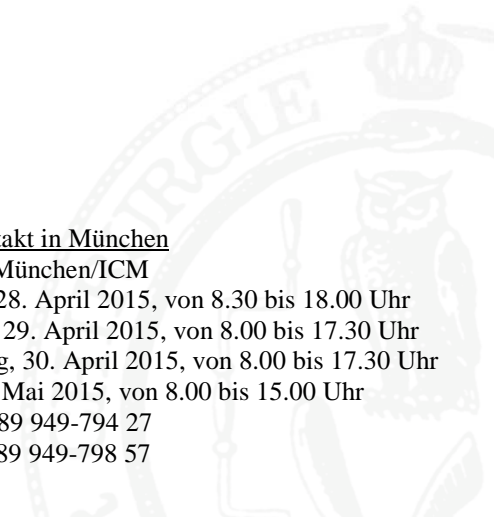 takt in München
München/ICM
28. April 2015, von 8.30 bis 18.00 Uhr
29. April 2015, von 8.00 bis 17.30 Uhr
g, 30. April 2015, von 8.00 bis 17.30 Uhr
Mai 2015, von 8.00 bis 15.00 Uhr
89 949-794 27
89 949-798 57
URGIE